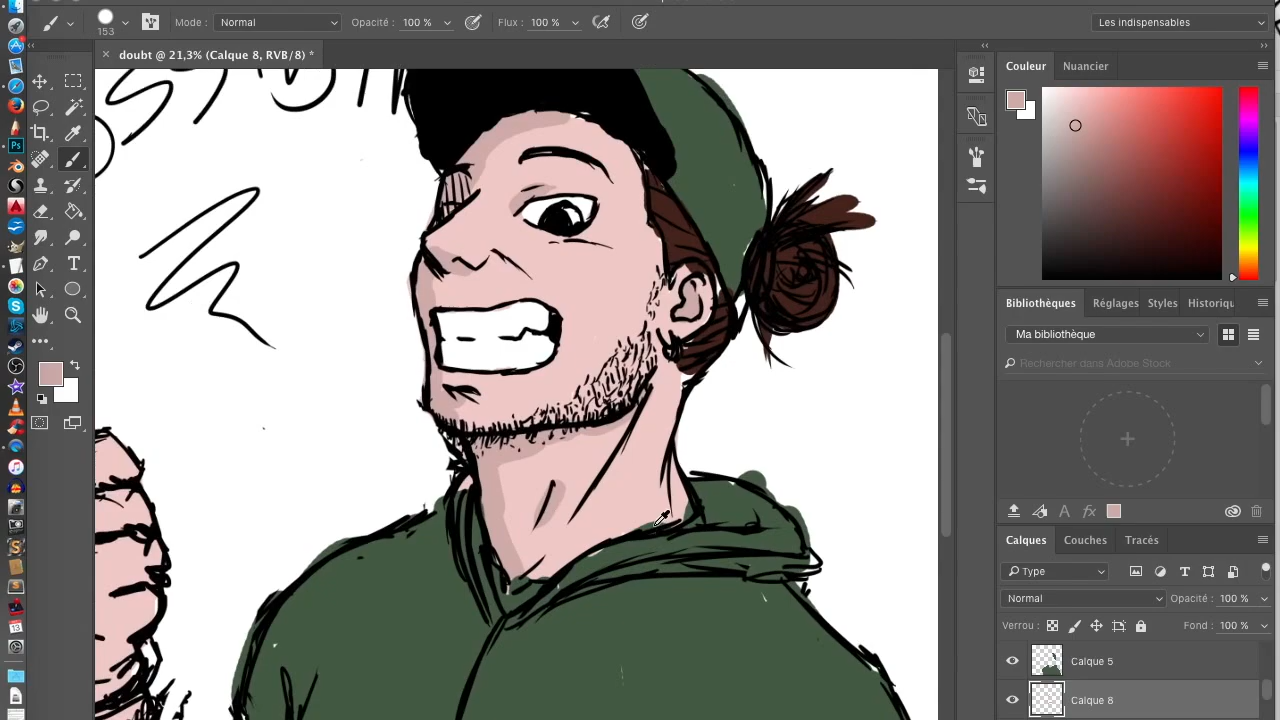 153
Mode :
Normal
Opacité : 100 %
Flux : 100 %
Les indispensables
× doubt @ 21,3% (Calque 8, RVB/8) *
Couleur
Nuancier
Bibliothèques
Réglages
Styles
Historiqu
Ma bibliothèque
Rechercher dans Adobe Stock
Calques
Couches
Tracés
Type
Normal
Opacité : 100 %
Verrou :
Fond : 100 %
Calque 5
Calque 8